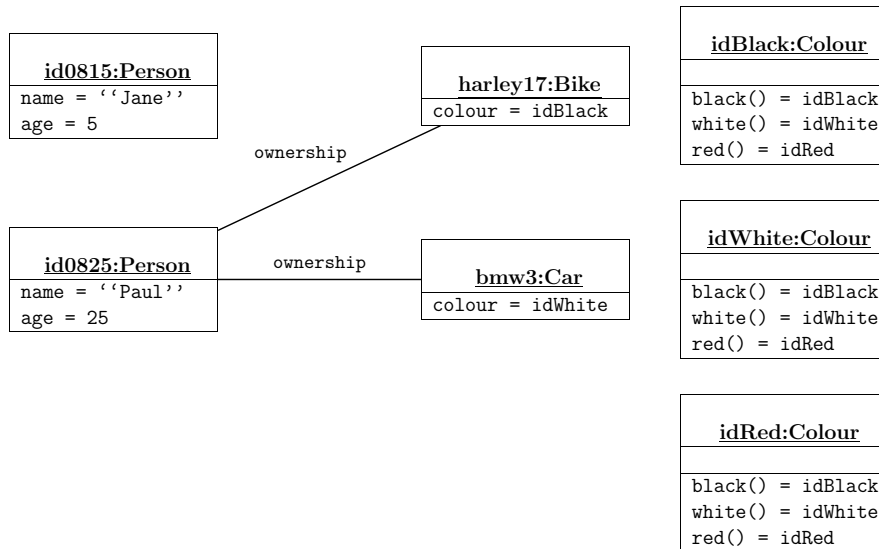 id0815:Person
name = ‘‘Jane’’
age = 5
harley17:Bike
colour = idBlack
idBlack:Colour
black() = idBlack
white() = idWhite
red() = idRed
ownership
id0825:Person
name = ‘‘Paul’’
age = 25
ownership
bmw3:Car
colour = idWhite
idWhite:Colour
black() = idBlack
white() = idWhite
red() = idRed
idRed:Colour
black() = idBlack
white() = idWhite
red() = idRed